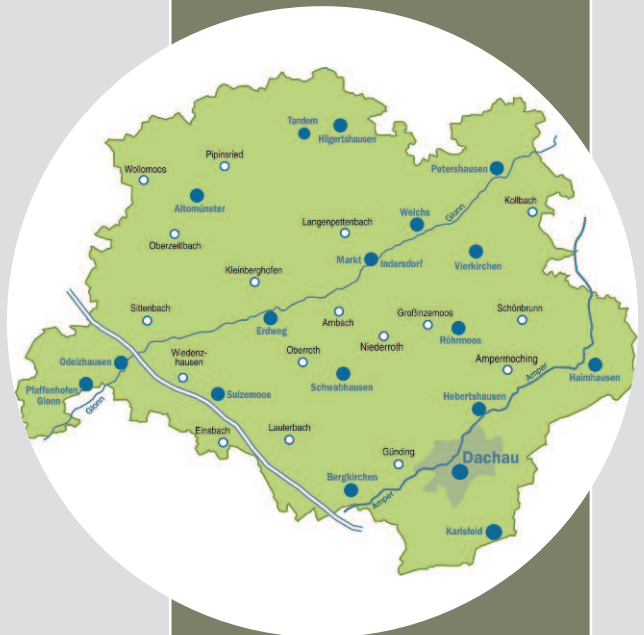 Tandem
Hilgertshausen
Pipinsried
Wollomoos
Petershausen
Altomünster
Kollbach
Weichs
Glonn
Langenpettenbach
Oberzeitlbach
Markt Indersdorf
Vierkirchen
Kleinberghofen
Sittenbach
Arnbach
Großinzemoos
Schönbrunn
Erdweg
Röhrmoos
Niederroth
Wiedenz-
hausen
Oberroth
Odelzhausen
Ampermoching
Amper
Haimhausen
Pfaffenhofen
Glonn
Glonn
Sulzemoos
Schwabhausen
Hebertshausen
Einsbach
Lauterbach
Günding
Dachau
Bergkirchen
Amper
Karlsfeld